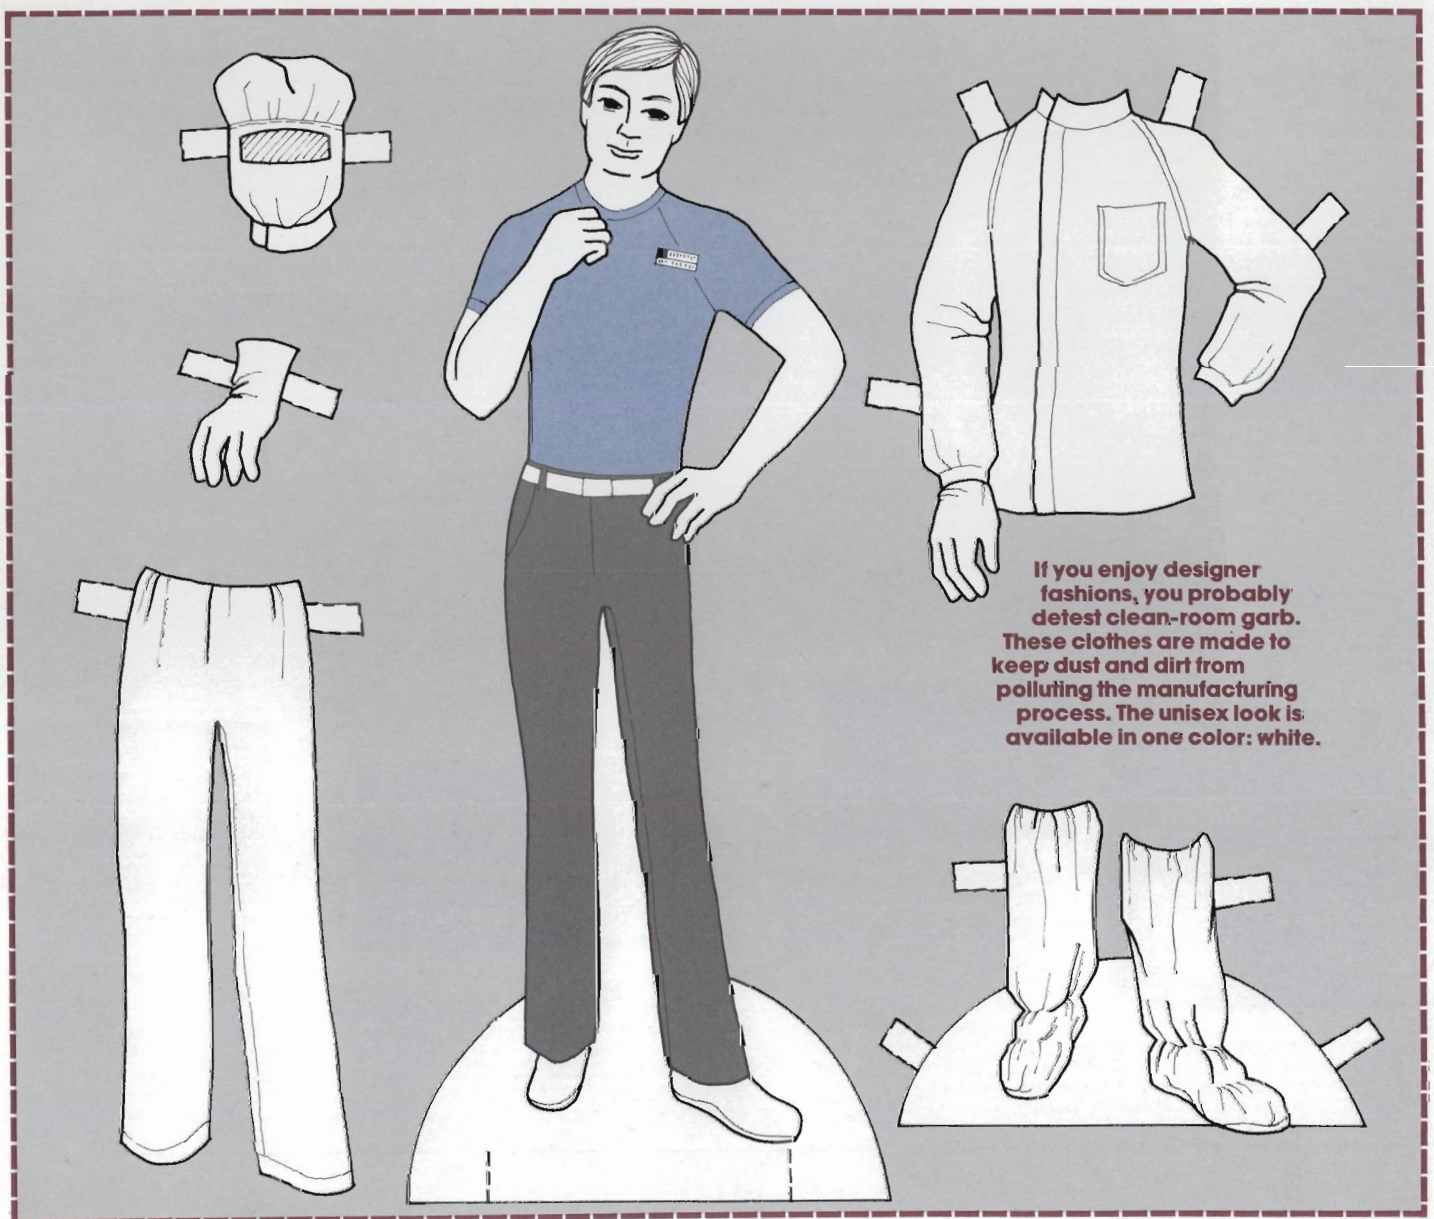 If you enjoy designer
fashions, you probably
detest clean-room garb.
These clothes are made to
keep dust and dirt from
polluting the manufacturing
process. The unisex look is
available in one color: white.